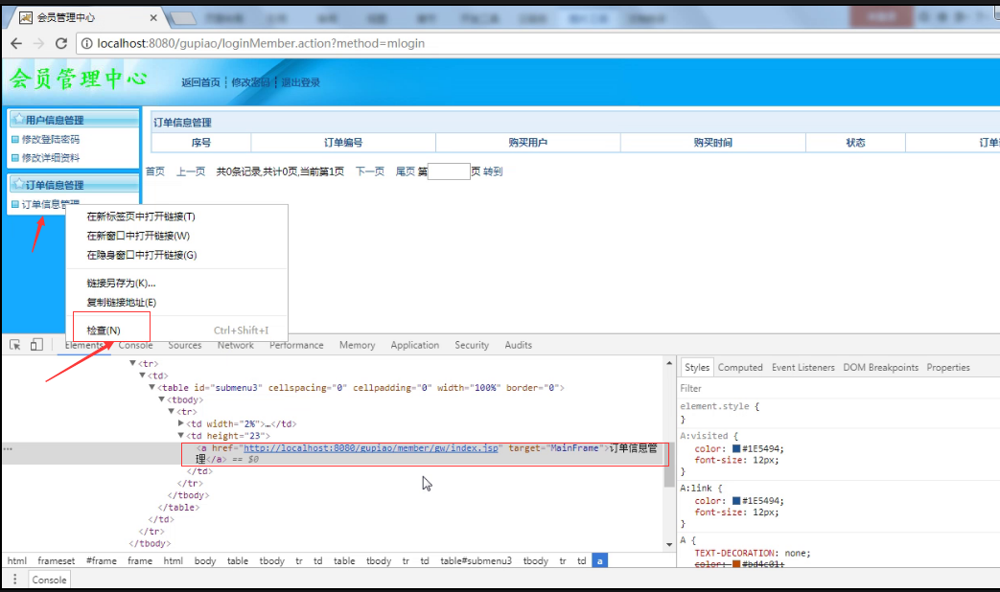 会员管理中心
localhost:8080/gupiao/loginMember.action?method=mlogin
会员管理中心
返回首页 ┆ 修改密码 ┆ 退出登录
用户信息管理
修改登陆密码
修改详细资料
订单信息管理
订单信息管理
订单信息管理
序号 订单编号 购买用户 购买时间 状态 订单
首页 上一页 共0条记录,共计0页,当前第1页 下一页 尾页 第 页 转到
在新标签页中打开链接(T)
在新窗口中打开链接(W)
在隐身窗口中打开链接(G)
链接另存为(K)...
复制链接地址(E)
检查(N) Ctrl+Shift+I
Elements Console Sources Network Performance Memory Application Security Audits
▼<tr>
▼<td>
▼<table id="submenu3" cellspacing="0" cellpadding="0" width="100%" border="0">
▼<tbody>
▼<tr>
▶<td width="2%">…</td>
▼<td height="23">
<a href="http://localhost:8080/gupiao/member/gw/index.jsp" target="MainFrame">订单信息管
理</a> == $0
</td>
</tr>
</tbody>
</table>
</td>
</tr>
</tbody>
html frameset #frame frame html body table tbody tr td table tbody tr td table#submenu3 tbody tr td a
Console
Styles Computed Event Listeners DOM Breakpoints Properties
Filter
element.style {
}
A:visited {
color: #1E5494;
font-size: 12px;
}
A:link {
color: #1E5494;
font-size: 12px;
}
A {
TEXT-DECORATION: none;
color: #bd4c01;